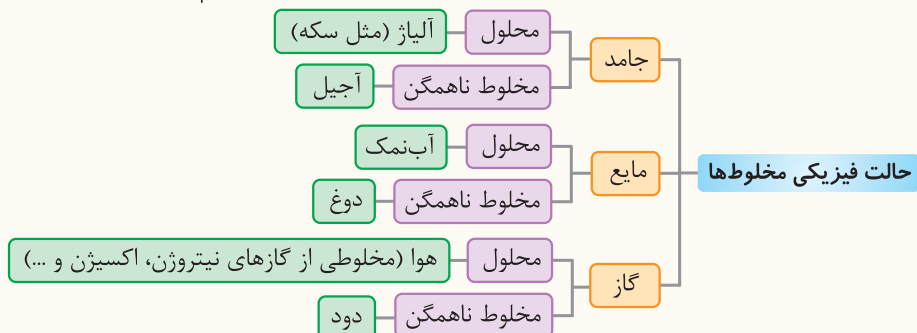 حالت فیزیکی مخلوط‌ها
جامد
محلول
آلیاژ (مثل سکه)
مخلوط ناهمگن
آجیل
مایع
محلول
آب‌نمک
مخلوط ناهمگن
دوغ
گاز
محلول
هوا (مخلوطی از گازهای نیتروژن، اکسیژن و ...)
مخلوط ناهمگن
دود